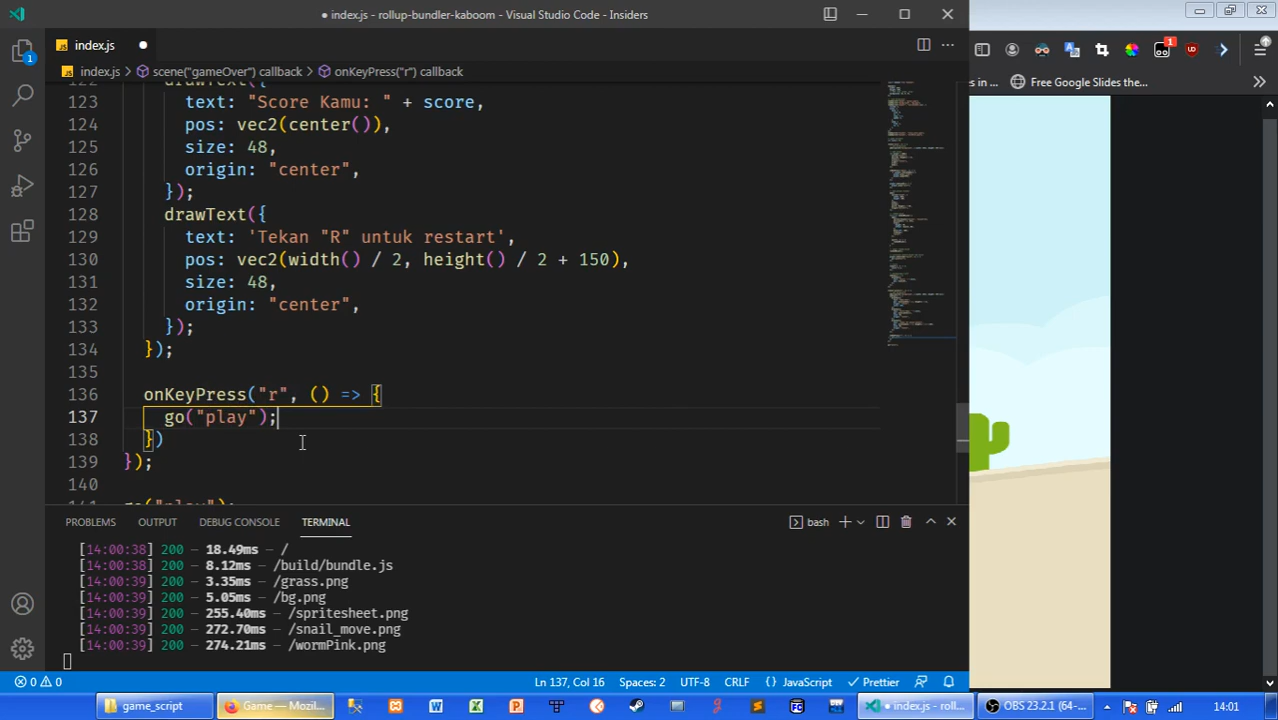 ● index.js - rollup-bundler-kaboom - Visual Studio Code - Insiders
index.js
index.js > scene("gameOver") callback > onKeyPress("r") callback
Free Google Slides the...
122 drawText({
123 text: "Score Kamu: " + score,
124 pos: vec2(center()),
125 size: 48,
126 origin: "center",
127 });
128 drawText({
129 text: 'Tekan "R" untuk restart',
130 pos: vec2(width() / 2, height() / 2 + 150),
131 size: 48,
132 origin: "center",
133 });
134 });
135
136 onKeyPress("r", () => {
137 go("play");
138 })
139 });
140
141 go("play");
PROBLEMS OUTPUT DEBUG CONSOLE TERMINAL
bash
[14:00:38] 200 – 18.49ms – /
[14:00:38] 200 – 8.12ms – /build/bundle.js
[14:00:39] 200 – 3.35ms – /grass.png
[14:00:39] 200 – 5.05ms – /bg.png
[14:00:39] 200 – 255.40ms – /spritesheet.png
[14:00:39] 200 – 272.70ms – /snail_move.png
[14:00:39] 200 – 274.21ms – /wormPink.png
0 0 Ln 137, Col 16 Spaces: 2 UTF-8 CRLF {} JavaScript Prettier
game_script Game — Mozil... ● index.js - roll... OBS 23.2.1 (64-... 14:01